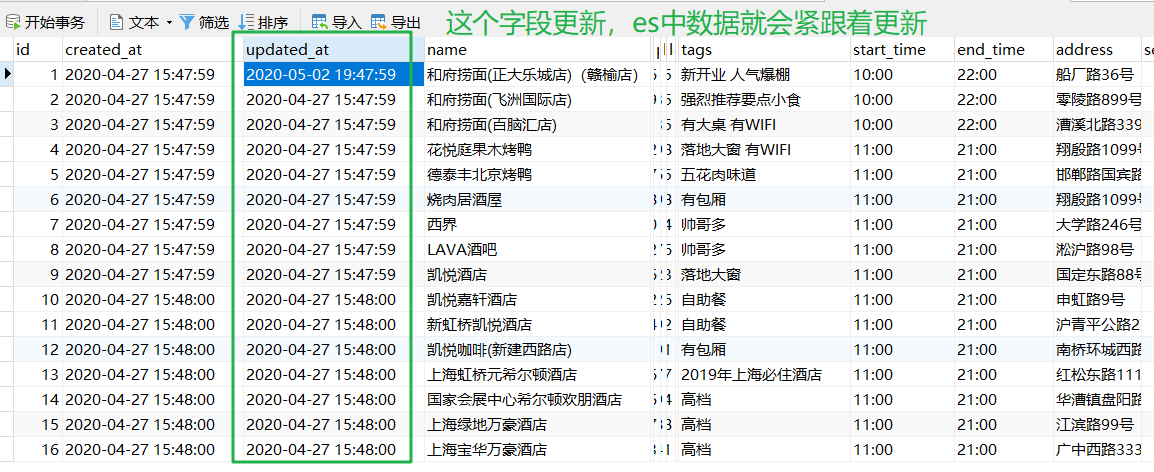 开始事务 文本 筛选 排序 导入 导出 这个字段更新，es中数据就会紧跟着更新
id created_at updated_at name tags start_time end_time address
1 2020-04-27 15:47:59 2020-05-02 19:47:59 和府捞面(正大乐城店)（赣榆店） 新开业 人气爆棚 10:00 22:00 船厂路36号
2 2020-04-27 15:47:59 2020-04-27 15:47:59 和府捞面(飞洲国际店) 强烈推荐要点小食 10:00 22:00 零陵路899号
3 2020-04-27 15:47:59 2020-04-27 15:47:59 和府捞面(百脑汇店) 有大桌 有WIFI 10:00 22:00 漕溪北路339
4 2020-04-27 15:47:59 2020-04-27 15:47:59 花悦庭果木烤鸭 落地大窗 有WIFI 11:00 21:00 翔殷路1099号
5 2020-04-27 15:47:59 2020-04-27 15:47:59 德泰丰北京烤鸭 五花肉味道 11:00 21:00 邯郸路国宾路
6 2020-04-27 15:47:59 2020-04-27 15:47:59 烧肉居酒屋 有包厢 11:00 21:00 翔殷路1099号
7 2020-04-27 15:47:59 2020-04-27 15:47:59 西界 帅哥多 11:00 21:00 大学路246号
8 2020-04-27 15:47:59 2020-04-27 15:47:59 LAVA酒吧 帅哥多 11:00 21:00 淞沪路98号
9 2020-04-27 15:47:59 2020-04-27 15:47:59 凯悦酒店 落地大窗 11:00 21:00 国定东路88号
10 2020-04-27 15:48:00 2020-04-27 15:48:00 凯悦嘉轩酒店 自助餐 11:00 21:00 申虹路9号
11 2020-04-27 15:48:00 2020-04-27 15:48:00 新虹桥凯悦酒店 自助餐 11:00 21:00 沪青平公路2
12 2020-04-27 15:48:00 2020-04-27 15:48:00 凯悦咖啡(新建西路店) 有包厢 11:00 21:00 南桥环城西路
13 2020-04-27 15:48:00 2020-04-27 15:48:00 上海虹桥元希尔顿酒店 2019年上海必住酒店 11:00 21:00 红松东路111
14 2020-04-27 15:48:00 2020-04-27 15:48:00 国家会展中心希尔顿欢朋酒店 高档 11:00 21:00 华漕镇盘阳路
15 2020-04-27 15:48:00 2020-04-27 15:48:00 上海绿地万豪酒店 高档 11:00 21:00 江滨路99号
16 2020-04-27 15:48:00 2020-04-27 15:48:00 上海宝华万豪酒店 高档 11:00 21:00 广中西路333